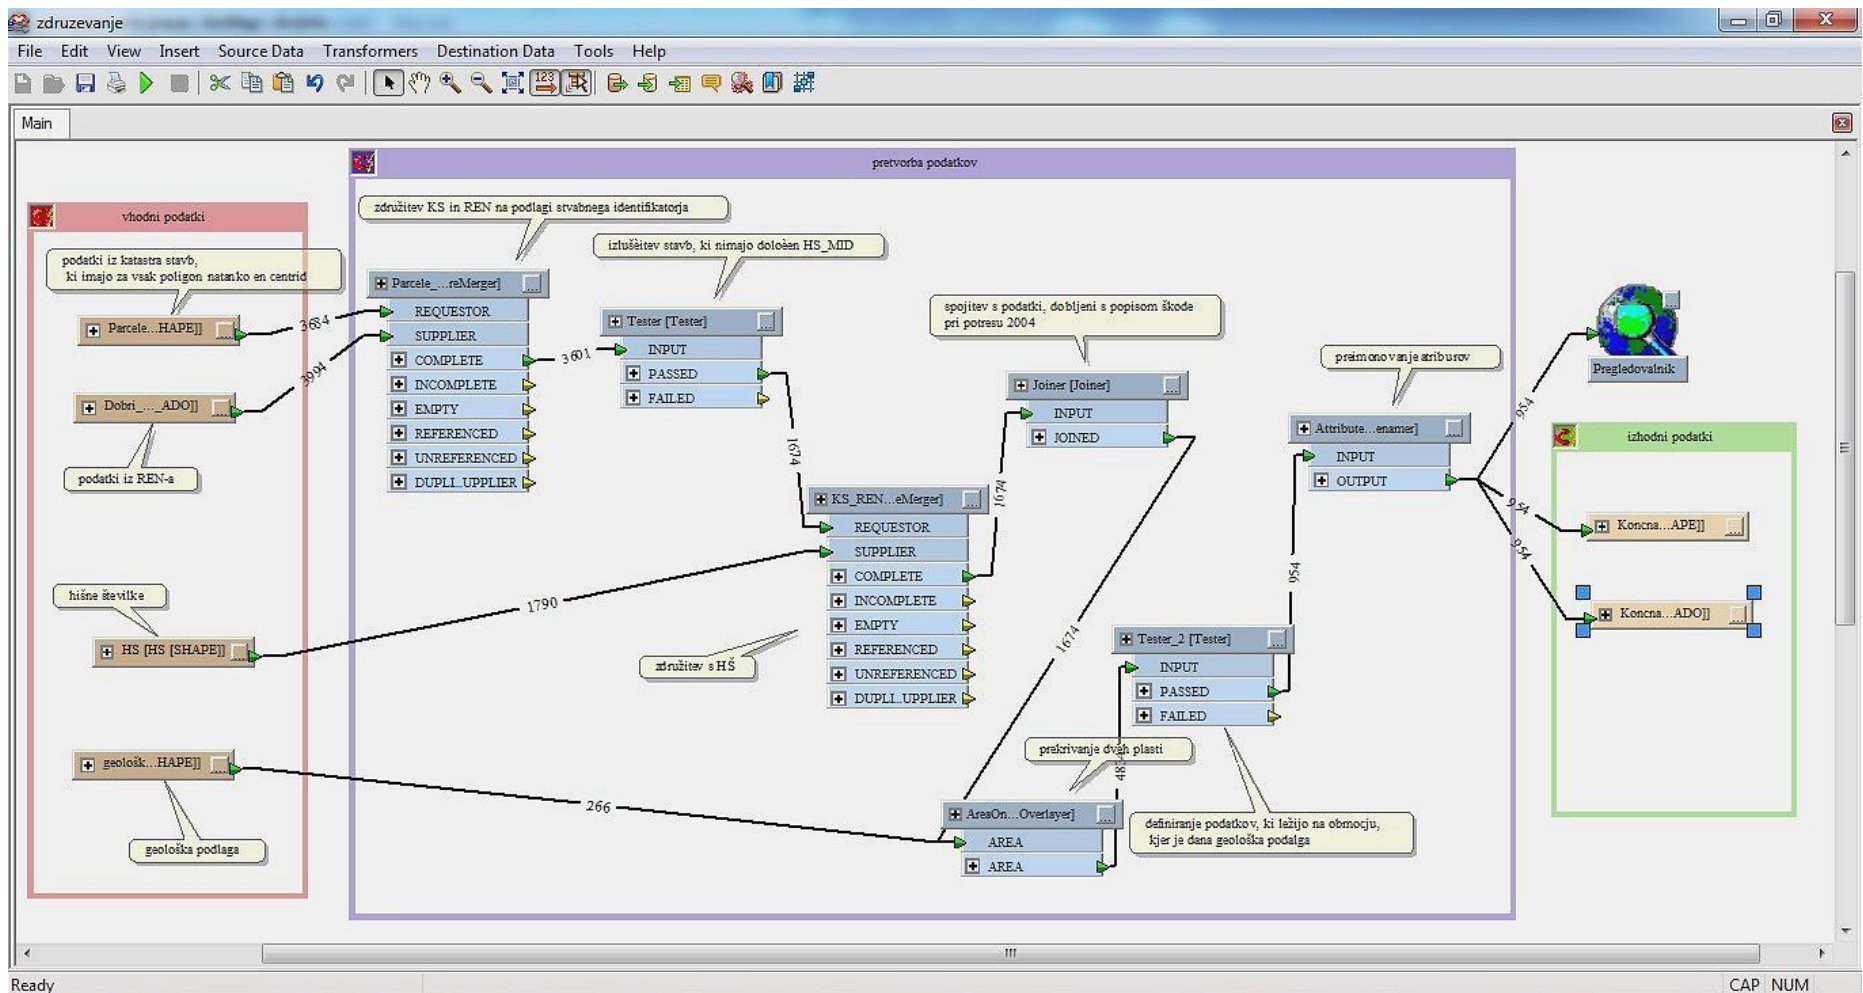 zdruzevanje
File Edit View Insert Source Data Transformers Destination Data Tools Help
Main
vhodni podatki
podatki iz katastra stavb,
ki imajo za vsak poligon natanko en centrid
Parcele...HAPE]]
3684
Dobri_..._ADO]]
3994
podatki iz REN-a
hišne številke
HS [HS [SHAPE]]
1790
geološk...HAPE]]
266
geološka podlaga
pretvorba podatkov
združitev KS in REN na podlagi stvabnega identifikatorja
Parcele_...reMerger]
REQUESTOR
SUPPLIER
COMPLETE
INCOMPLETE
EMPTY
REFERENCED
UNREFERENCED
DUPLI...UPPLIER
3601
izluščitev stavb, ki nimajo doloèen HS_MID
Tester [Tester]
INPUT
PASSED
FAILED
1674
KS_REN...eMerger]
REQUESTOR
SUPPLIER
COMPLETE
INCOMPLETE
EMPTY
REFERENCED
UNREFERENCED
DUPLI...UPPLIER
združitev s HŠ
1674
spojitev s podatki, dobljeni s popisom škode
pri potresu 2004
Joiner [Joiner]
INPUT
JOINED
1674
prekrivanje dveh plasti
AreaOn...Overlayer]
AREA
AREA
Tester_2 [Tester]
INPUT
PASSED
FAILED
definiranje podatkov, ki ležijo na obmocju,
kjer je dana geološka podalga
954
preimonovanje atriburov
Attribute...enamer]
INPUT
OUTPUT
954
954
954
Pregledovalnik
izhodni podatki
Koncna...APE]]
Koncna...ADO]]
Ready
CAP NUM